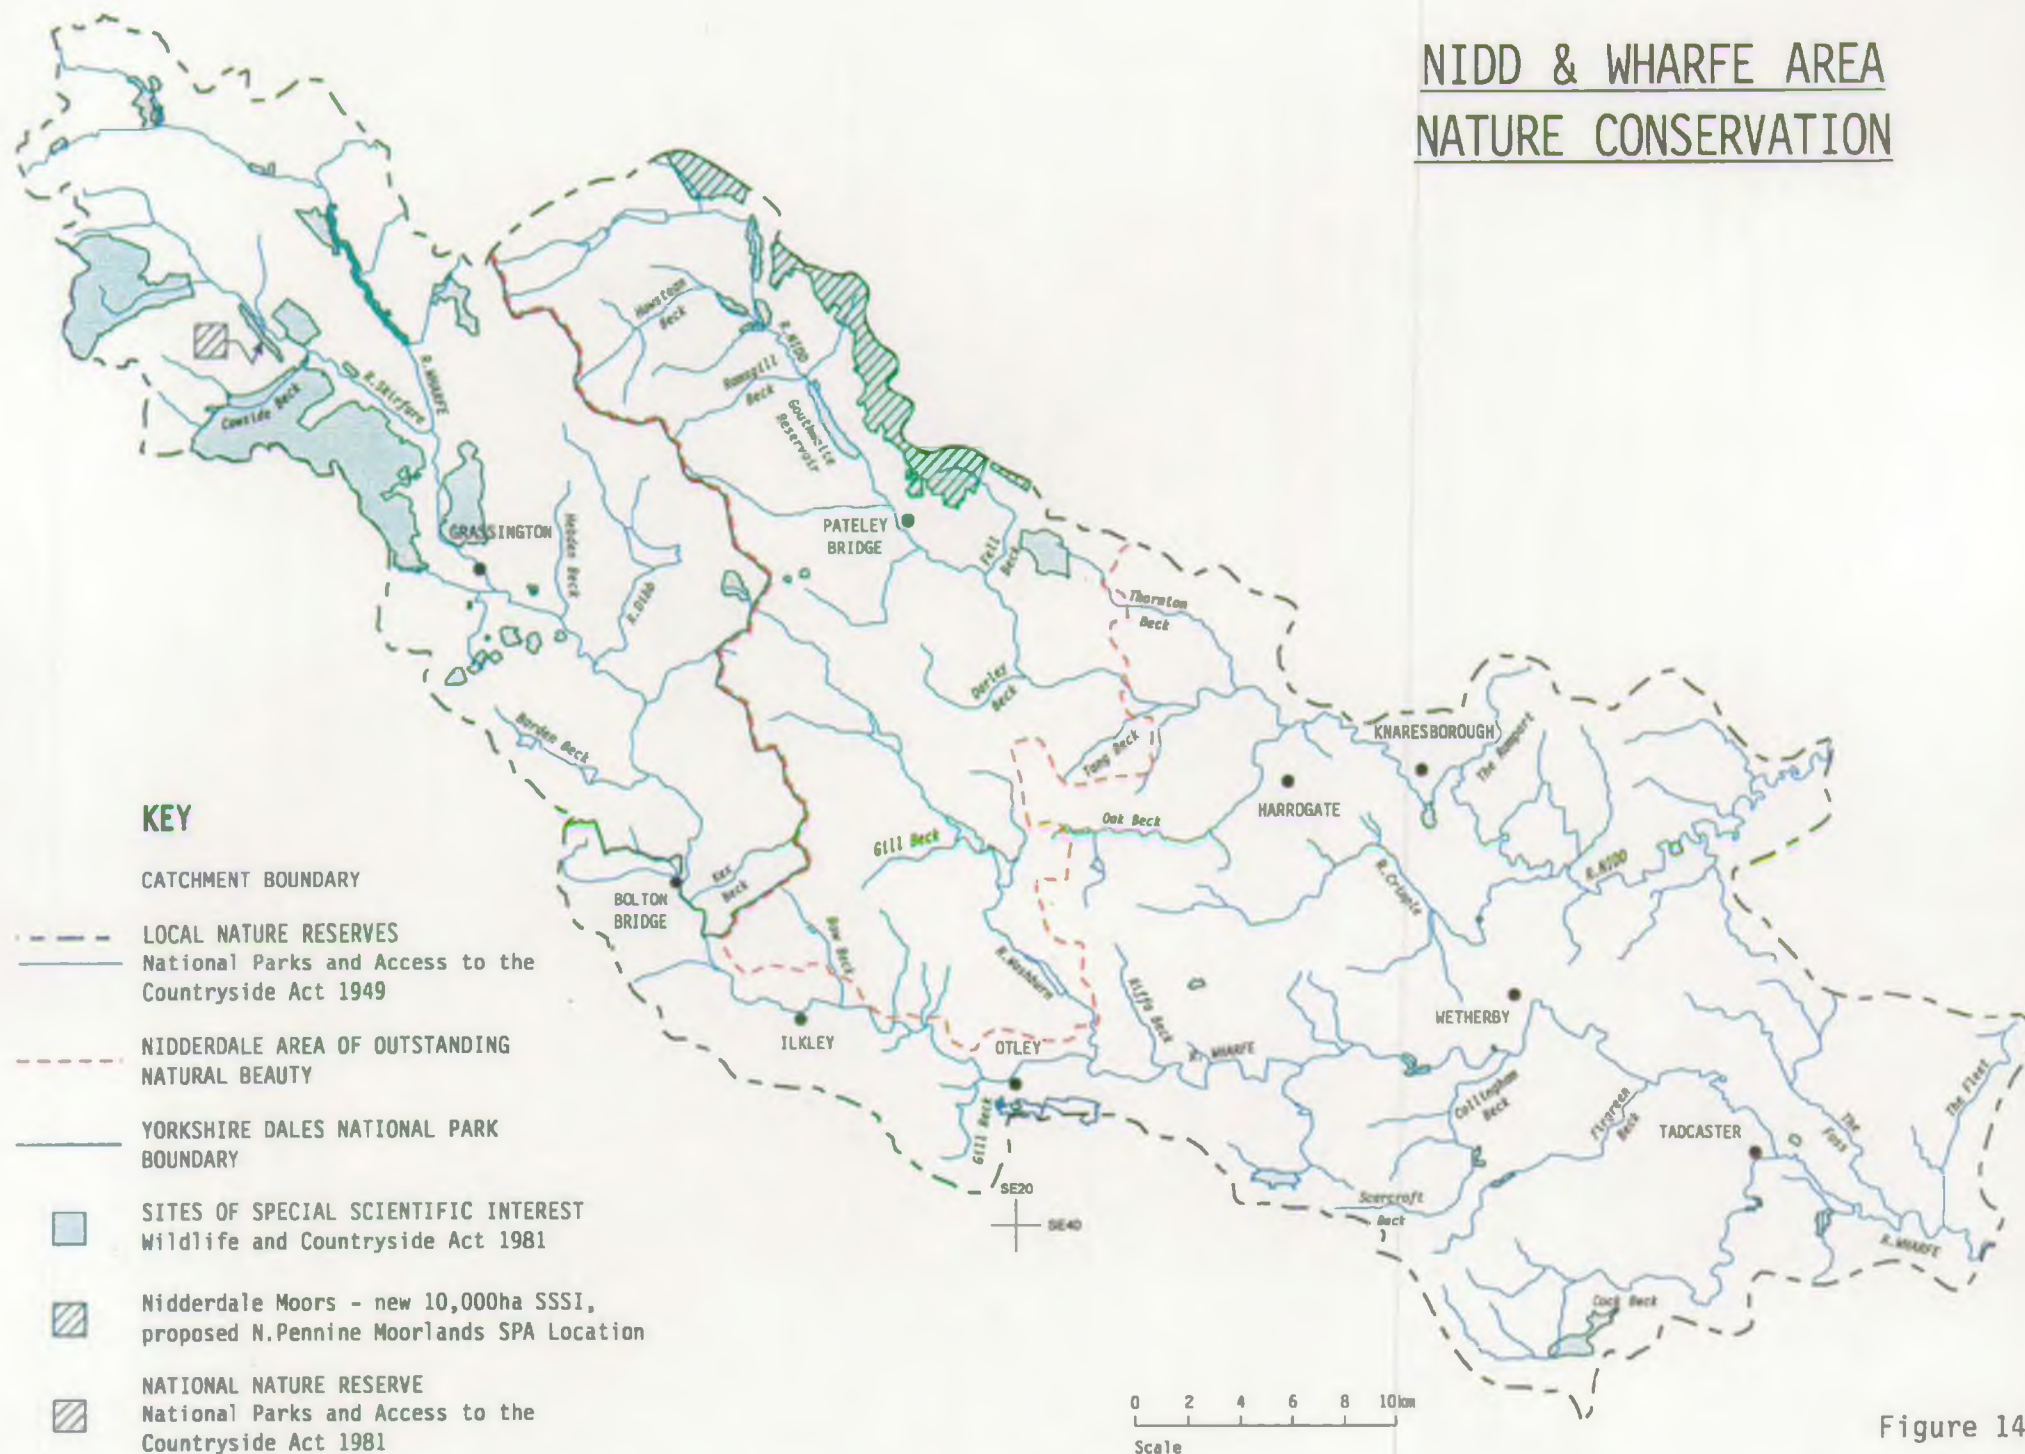 NIDD & WHARFE AREA
NATURE CONSERVATION
Howstean
Beck
R.NIDD
Ramsgill
Beck
Gouthwaite
Reservoir
R.WHARFE
R.Skirfare
Cowside Beck
GRASSINGTON
Hebden Beck
R.Dibb
PATELEY
BRIDGE
Fell
Beck
Thornton
Beck
Darley
Beck
Barden Beck
Tang Beck
KNARESBOROUGH
The Rampart
HARROGATE
Oak Beck
Gill Beck
R.Crimple
R.NIDD
Kex
Beck
BOLTON
BRIDGE
Bow Beck
R.Washburn
Riffa Beck
WETHERBY
ILKLEY
OTLEY
R. WHARFE
Gill Beck
Collingham
Beck
Firgreen
Beck
TADCASTER
The
Foss
The Fleet
Scarcroft
Beck
R.WHARFE
Cock Beck
SE20
SE40
KEY
CATCHMENT BOUNDARY
LOCAL NATURE RESERVES
National Parks and Access to the
Countryside Act 1949
NIDDERDALE AREA OF OUTSTANDING
NATURAL BEAUTY
YORKSHIRE DALES NATIONAL PARK
BOUNDARY
SITES OF SPECIAL SCIENTIFIC INTEREST
Wildlife and Countryside Act 1981
Nidderdale Moors - new 10,000ha SSSI,
proposed N.Pennine Moorlands SPA Location
NATIONAL NATURE RESERVE
National Parks and Access to the
Countryside Act 1981
0 2 4 6 8 10km
Scale
Figure 14